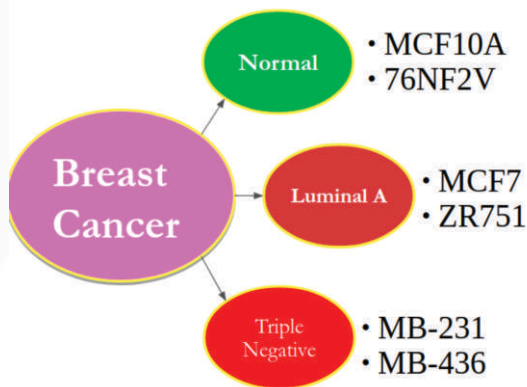 Breast
Cancer
Normal
• MCF10A
• 76NF2V
Luminal A
• MCF7
• ZR751
Triple
Negative
• MB-231
• MB-436